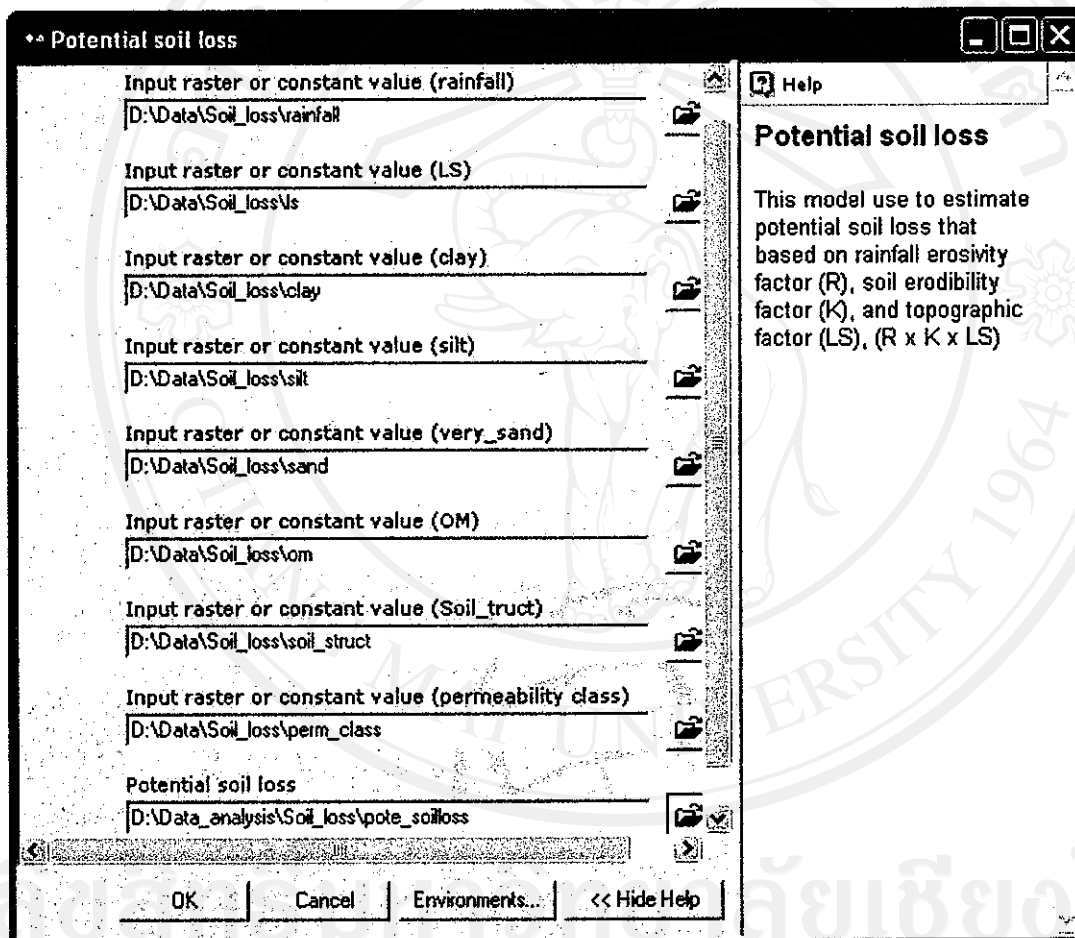 Potential soil loss
Input raster or constant value (rainfall)
D:\Data\Soil_loss\rainfall
Input raster or constant value (LS)
D:\Data\Soil_loss\ls
Input raster or constant value (clay)
D:\Data\Soil_loss\clay
Input raster or constant value (silt)
D:\Data\Soil_loss\silt
Input raster or constant value (very_sand)
D:\Data\Soil_loss\sand
Input raster or constant value (OM)
D:\Data\Soil_loss\om
Input raster or constant value (Soil_truct)
D:\Data\Soil_loss\soil_struct
Input raster or constant value (permeability class)
D:\Data\Soil_loss\perm_class
Potential soil loss
D:\Data_analysis\Soil_loss\pote_soilloss
OK Cancel Environments... << Hide Help
Help
Potential soil loss
This model use to estimate
potential soil loss that
based on rainfall erosivity
factor (R), soil erodibility
factor (K), and topographic
factor (LS), (R x K x LS)
MAI UNIVERSITY 1964